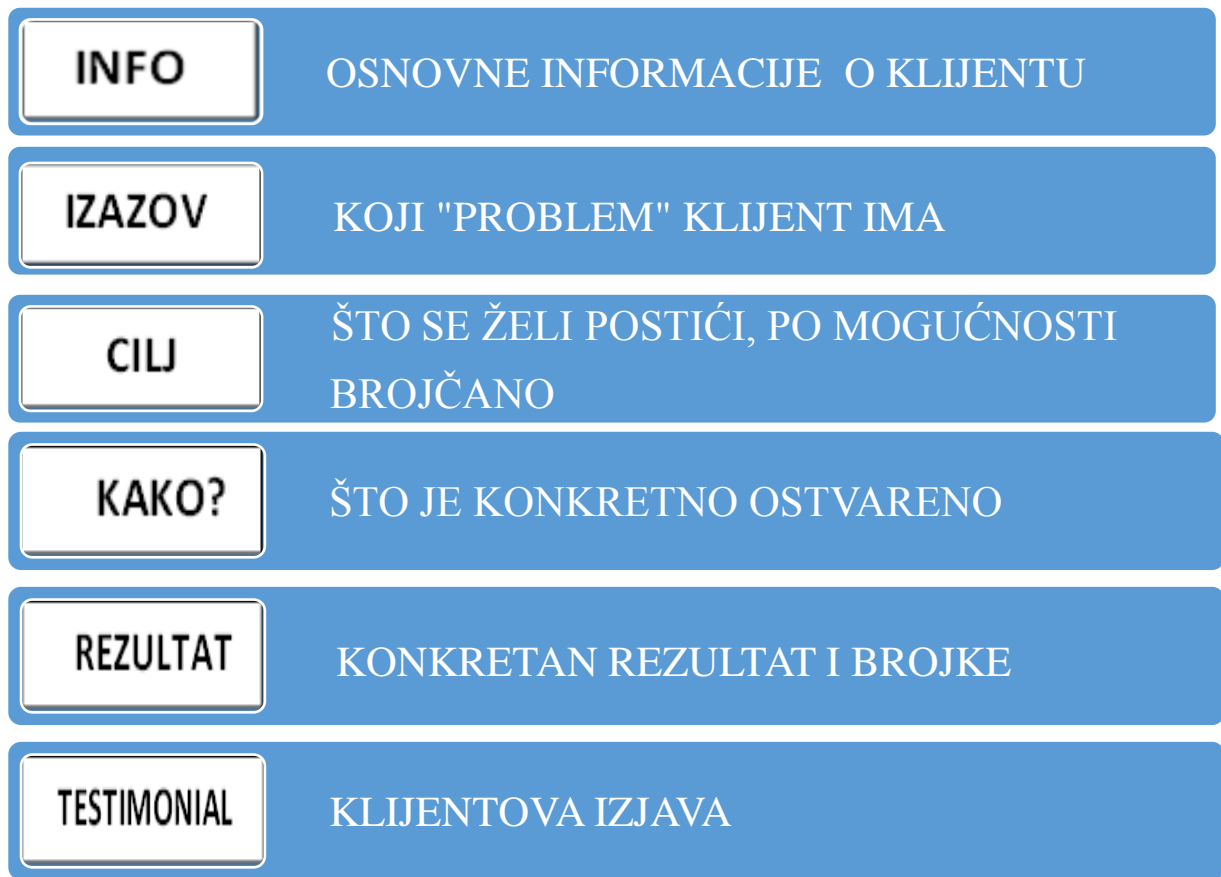 INFO
OSNOVNE INFORMACIJE O KLIJENTU
IZAZOV
KOJI "PROBLEM" KLIJENT IMA
CILJ
ŠTO SE ŽELI POSTIĆI, PO MOGUĆNOSTI
BROJČANO
KAKO?
ŠTO JE KONKRETNO OSTVARENO
REZULTAT
KONKRETAN REZULTAT I BROJKE
TESTIMONIAL
KLIJENTOVA IZJAVA